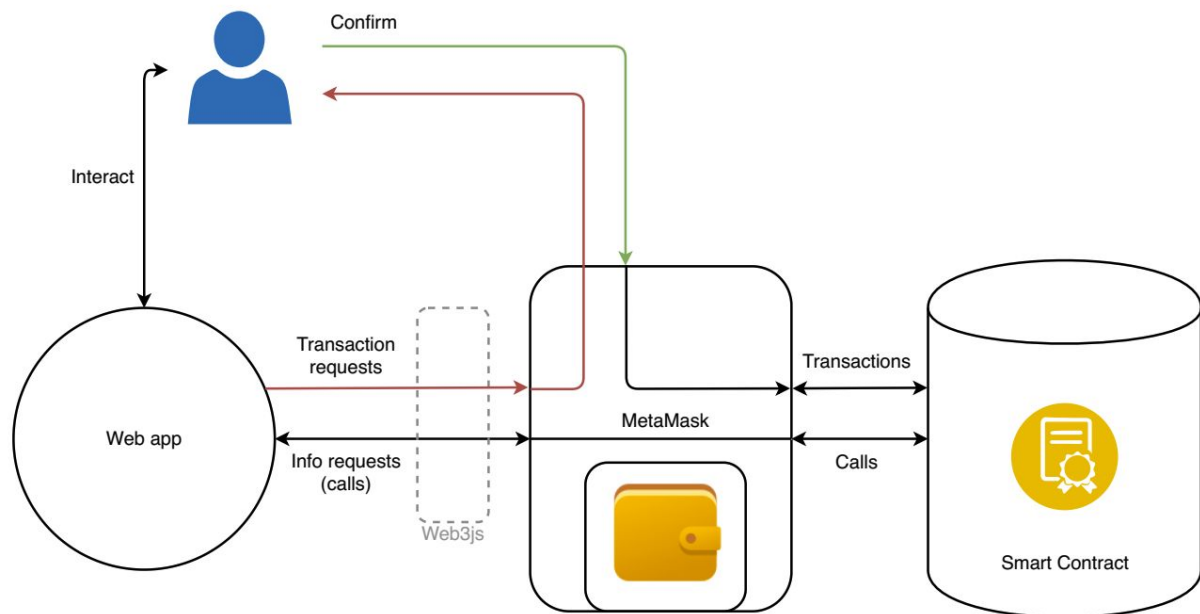 Confirm
Interact
Transaction
requests
Transactions
MetaMask
Web app
Info requests
(calls)
Calls
Web3js
Smart Contract